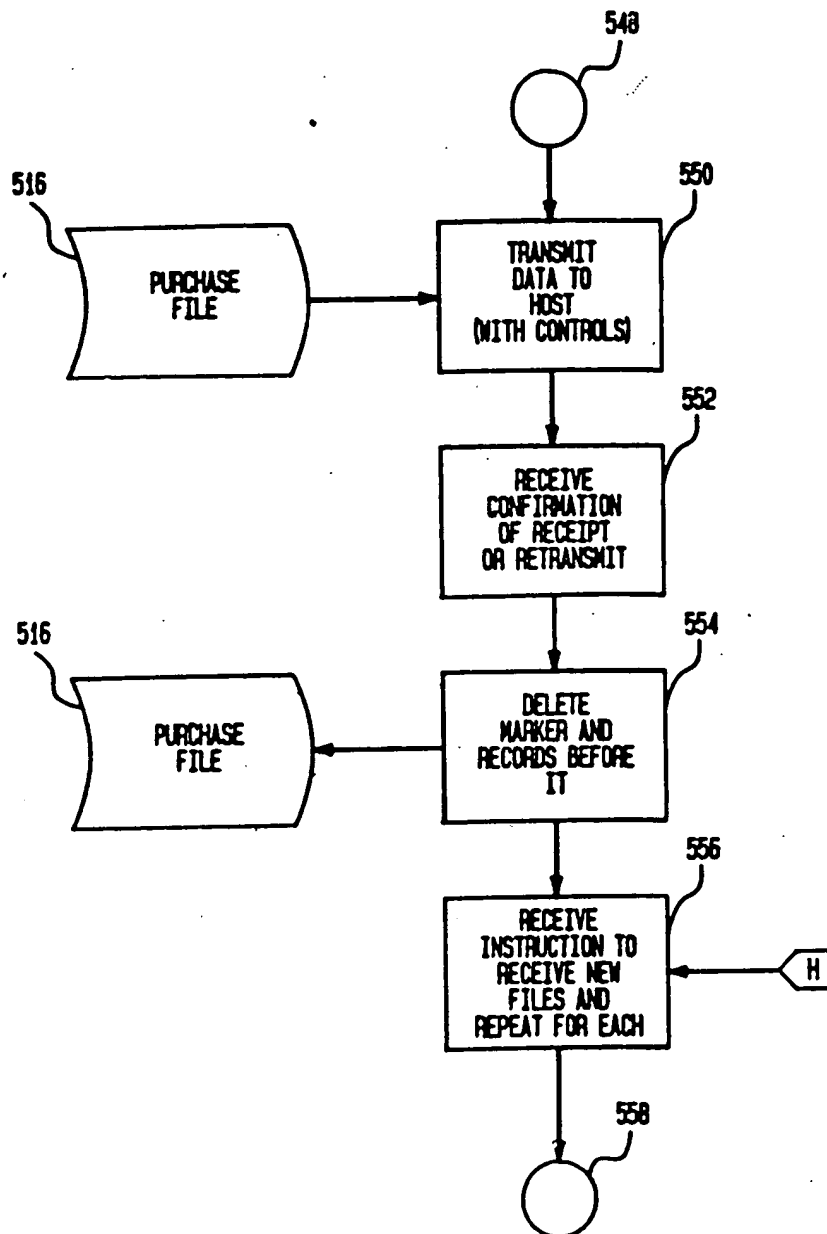 548
516
550
PURCHASE
FILE
TRANSMIT
DATA TO
HOST
(WITH CONTROLS)
552
RECEIVE
CONFIRMATION
OF RECEIPT
OR RETRANSMIT
516
554
PURCHASE
FILE
DELETE
MARKER AND
RECORDS BEFORE
IT
556
RECEIVE
INSTRUCTION TO
RECEIVE NEW
FILES AND
REPEAT FOR EACH
H
558